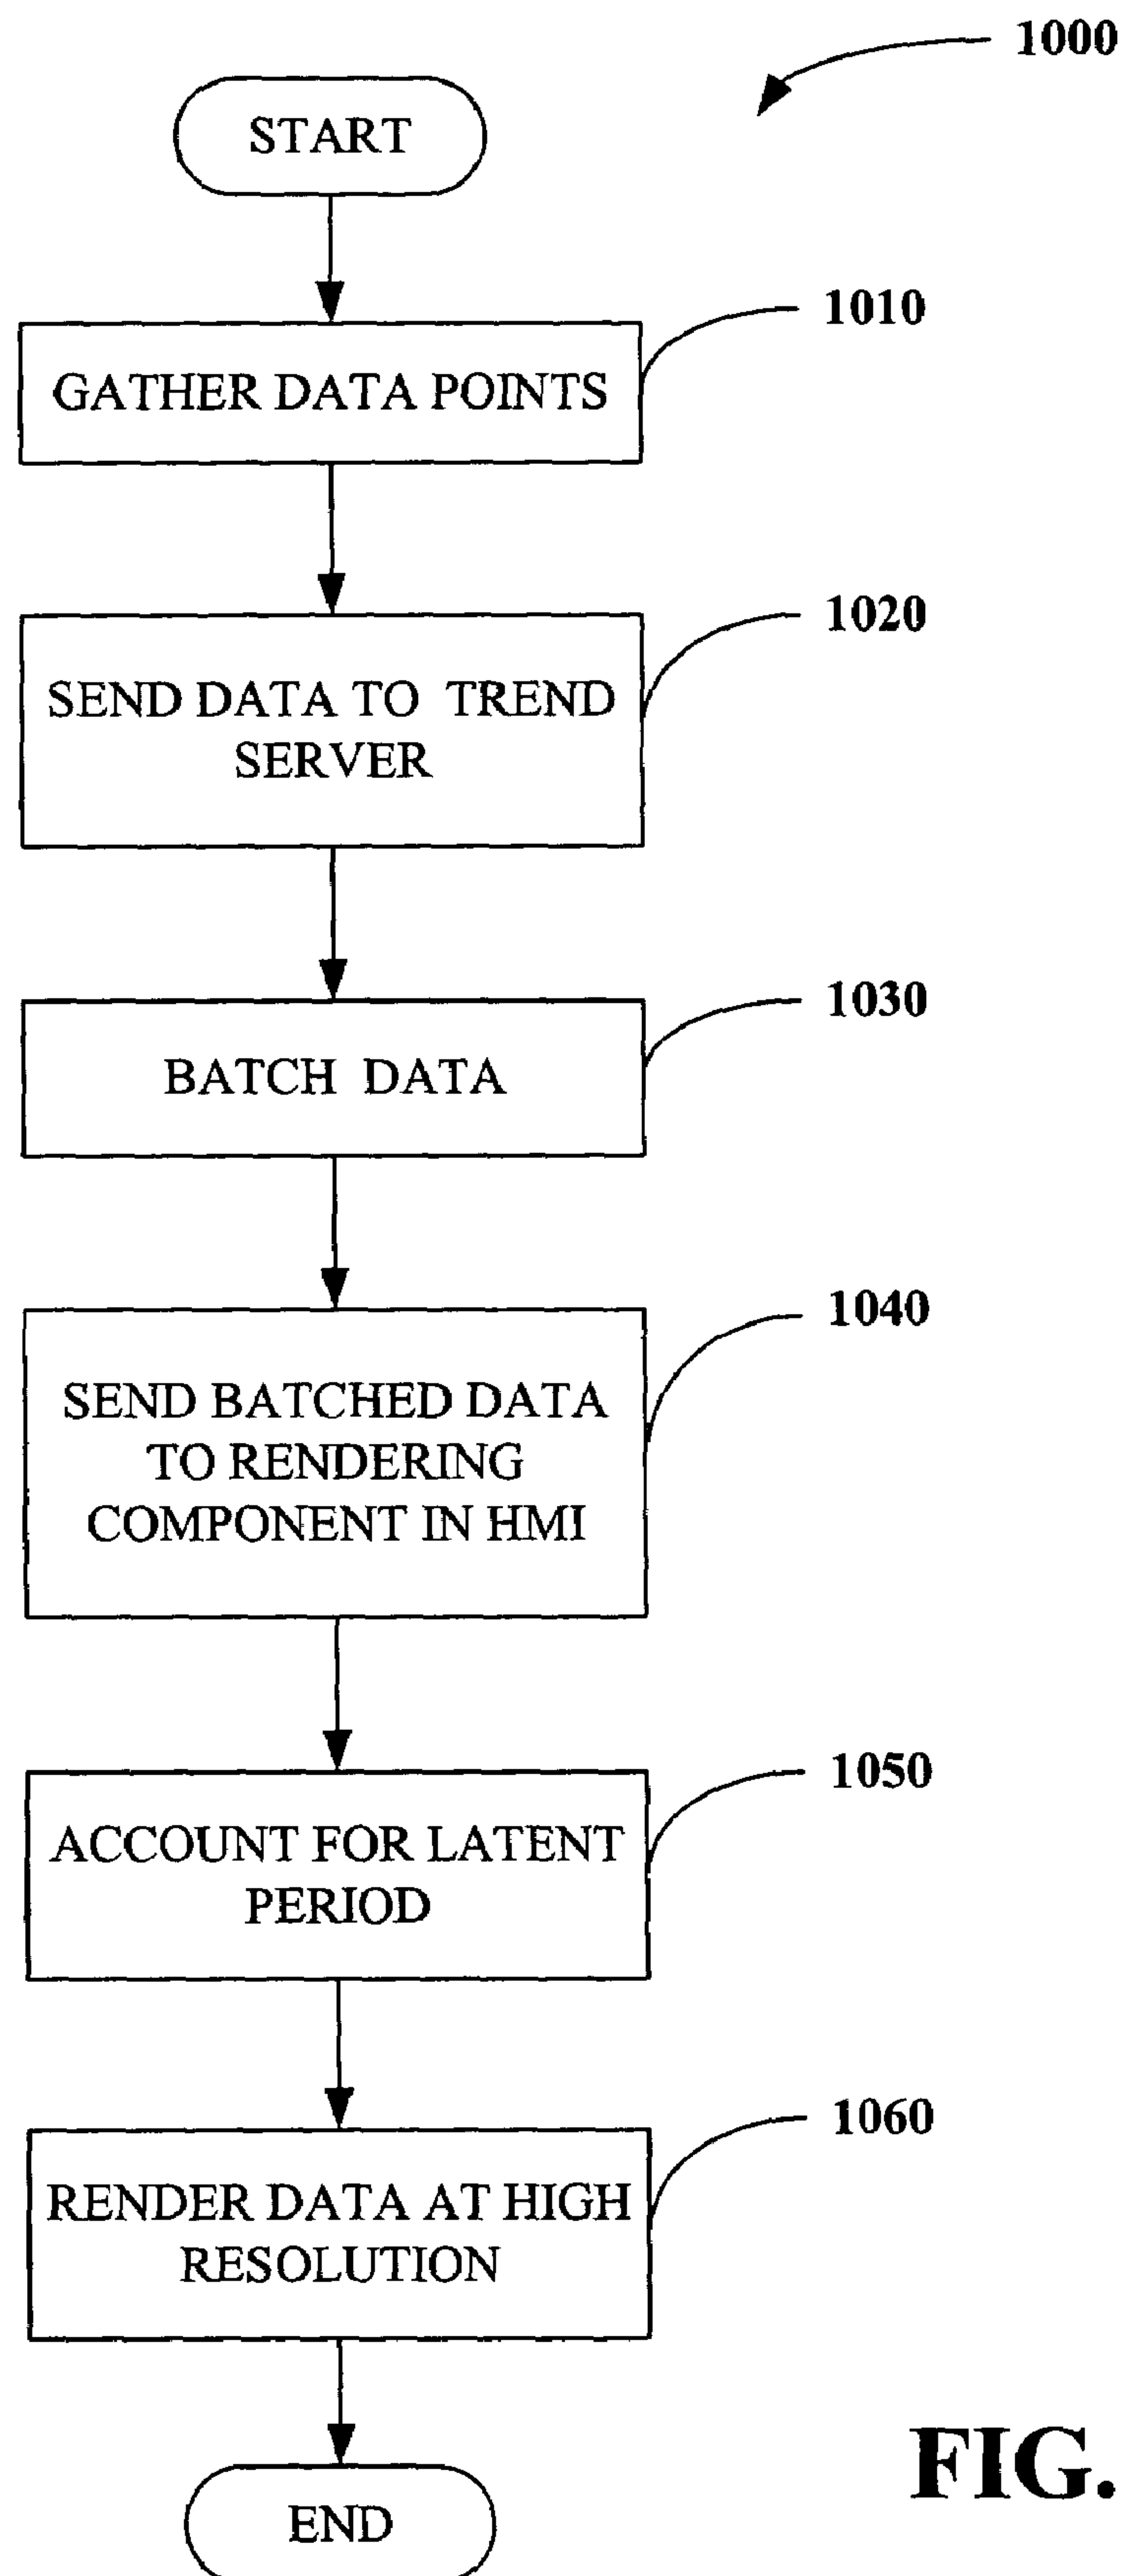 1000
START
1010
GATHER DATA POINTS
1020
SEND DATA TO TREND
SERVER
1030
BATCH DATA
1040
SEND BATCHED DATA
TO RENDERING
COMPONENT IN HMI
1050
ACCOUNT FOR LATENT
PERIOD
1060
RENDER DATA AT HIGH
RESOLUTION
FIG.
END